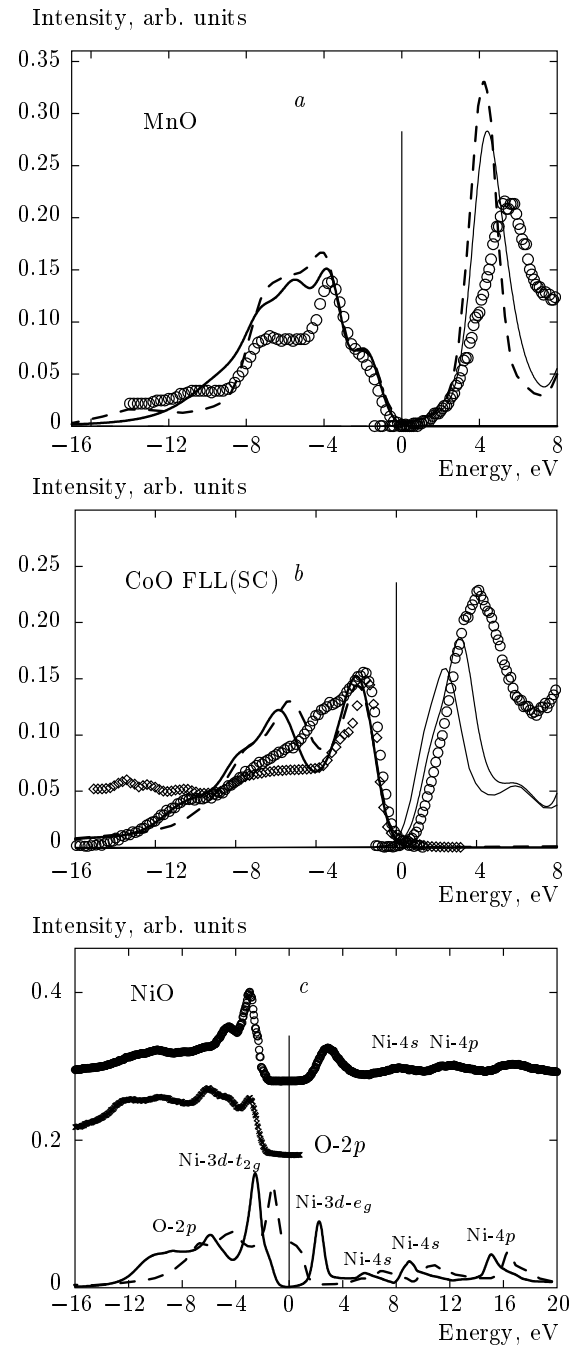 Intensity, arb. units
0.35
a
0.30
MnO
0.25
0.20
0.15
0.10
0.05
0
−16 −12 −8 −4 0 4 8
Energy, eV
Intensity, arb. units
0.25
CoO FLL(SC) b
0.20
0.15
0.10
0.05
0
−16 −12 −8 −4 0 4 8
Energy, eV
Intensity, arb. units
0.4
NiO c
Ni-4s Ni-4p
0.2
O-2p
Ni-3d-t2g
Ni-3d-eg
O-2p
Ni-4s Ni-4s Ni-4p
0
−16 −12 −8 −4 0 4 8 12 16 20
Energy, eV